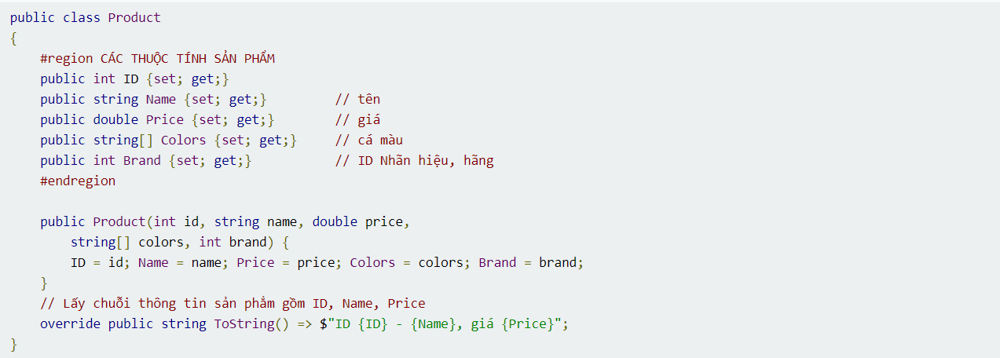 public class Product
{
    #region CÁC THUỘC TÍNH SẢN PHẨM
    public int ID {set; get;}
    public string Name {set; get;}         // tên
    public double Price {set; get;}        // giá
    public string[] Colors {set; get;}     // cá màu
    public int Brand {set; get;}           // ID Nhãn hiệu, hãng
    #endregion

    public Product(int id, string name, double price,
        string[] colors, int brand) {
        ID = id; Name = name; Price = price; Colors = colors; Brand = brand;
    }
    // Lấy chuỗi thông tin sản phẳm gồm ID, Name, Price
    override public string ToString() => $"ID {ID} - {Name}, giá {Price}";
}